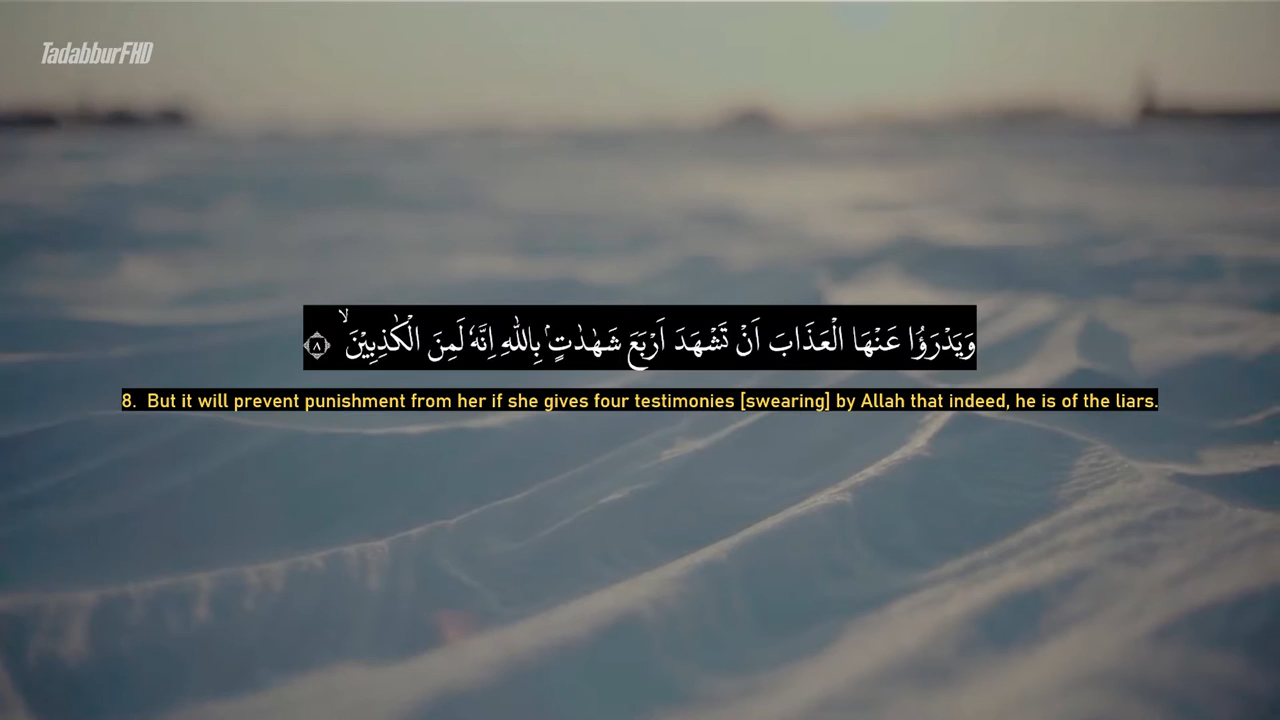 TadabburFHD
وَيَدْرَؤُا عَنْهَا الْعَذَابَ اَنْ تَشْهَدَ اَرْبَعَ شَهٰدٰتٍۢ بِاللّٰهِ اِنَّهٗ لَمِنَ الْكٰذِبِيْنَ ۙ ٨
8. But it will prevent punishment from her if she gives four testimonies [swearing] by Allah that indeed, he is of the liars.